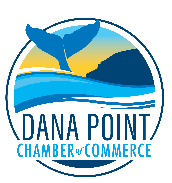 DANA POINT
CHAMBER of COMMERCE